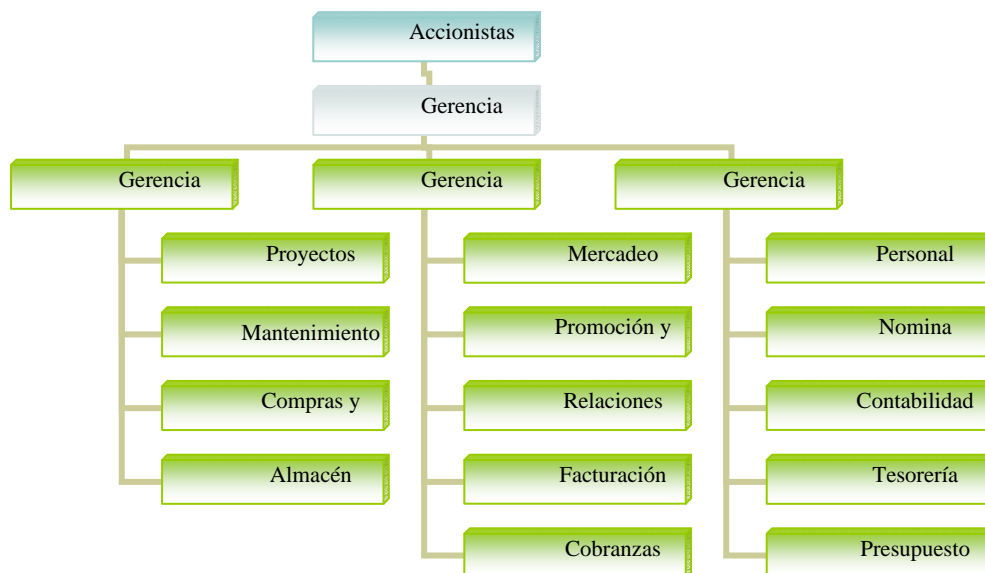 Accionistas
Gerencia
Gerencia
Gerencia
Gerencia
Proyectos
Mantenimiento
Compras y
Almacén
Mercadeo
Promoción y
Relaciones
Facturación
Cobranzas
Personal
Nomina
Contabilidad
Tesorería
Presupuesto